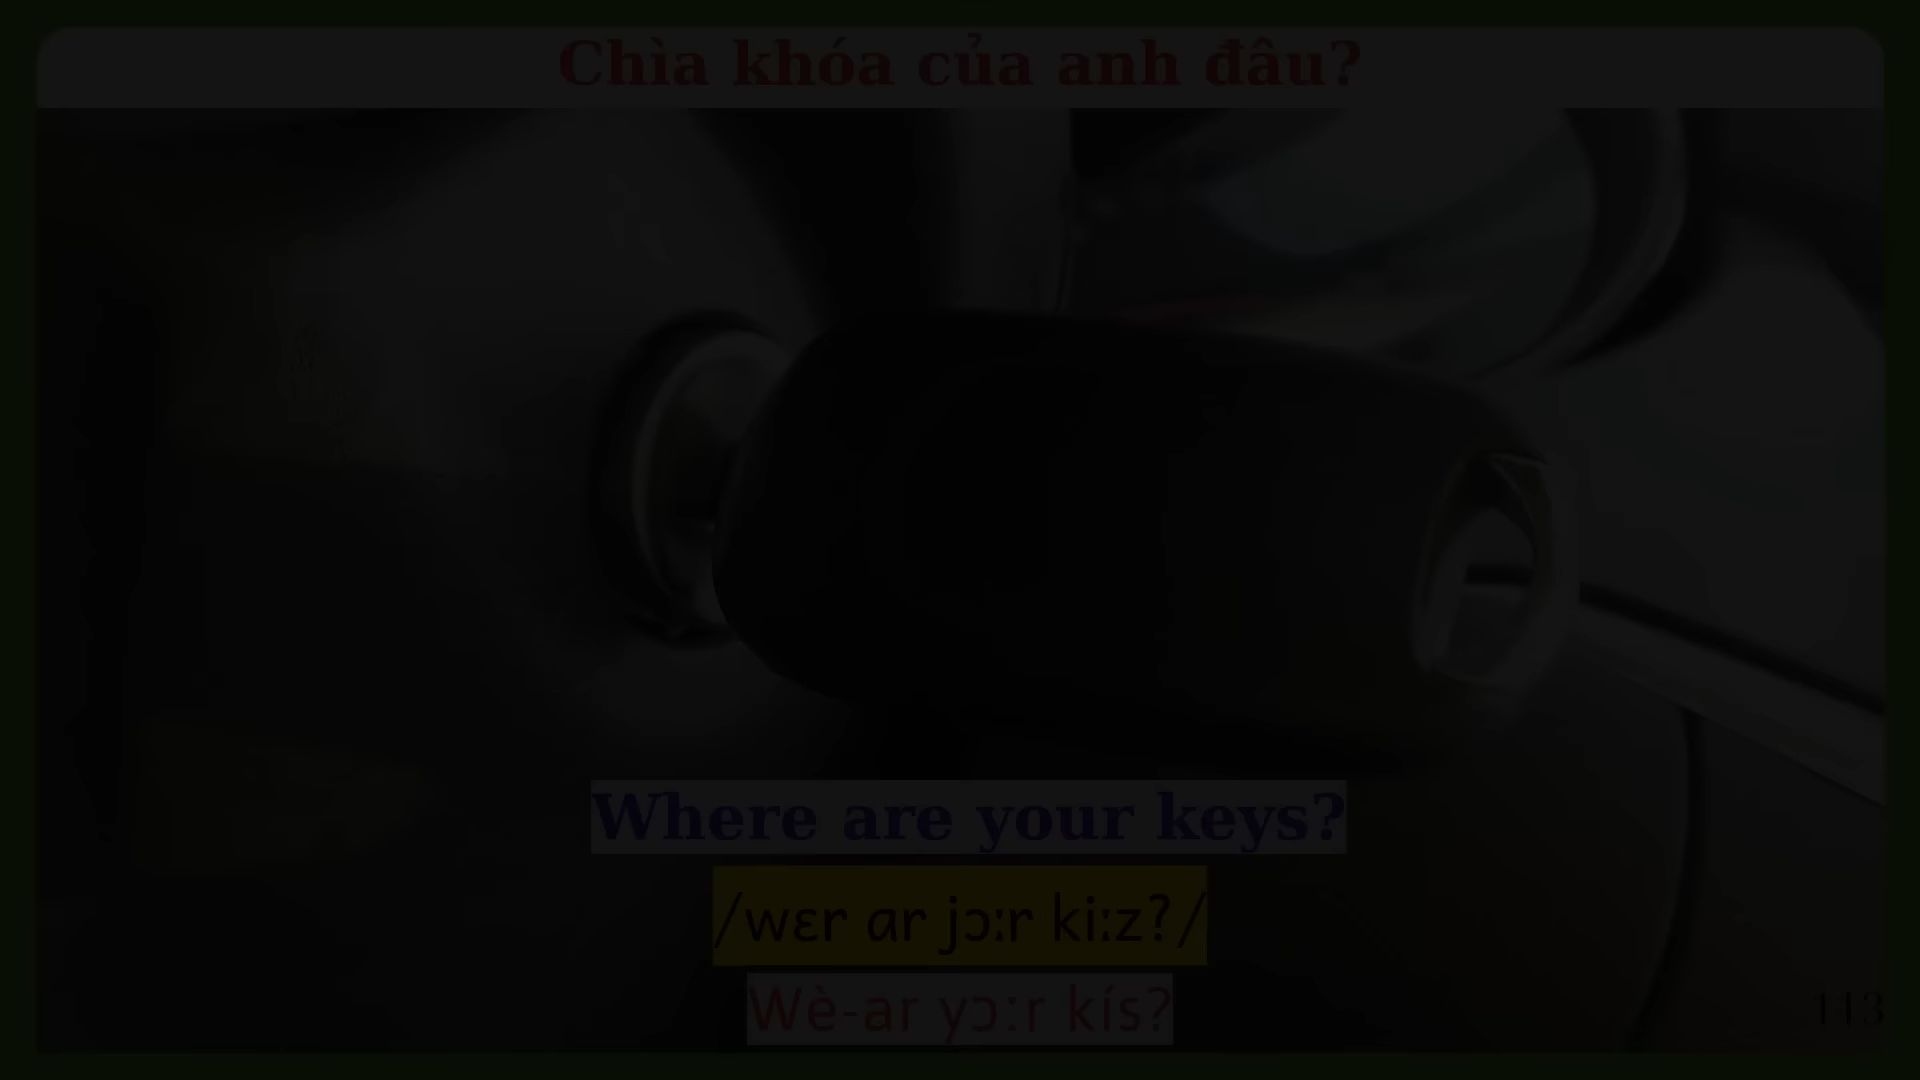 Chìa khóa của anh đâu?
Where are your keys?
/wɛr ɑr jɔːr kiːz?/
Wè-ar yɔːr kís?
113